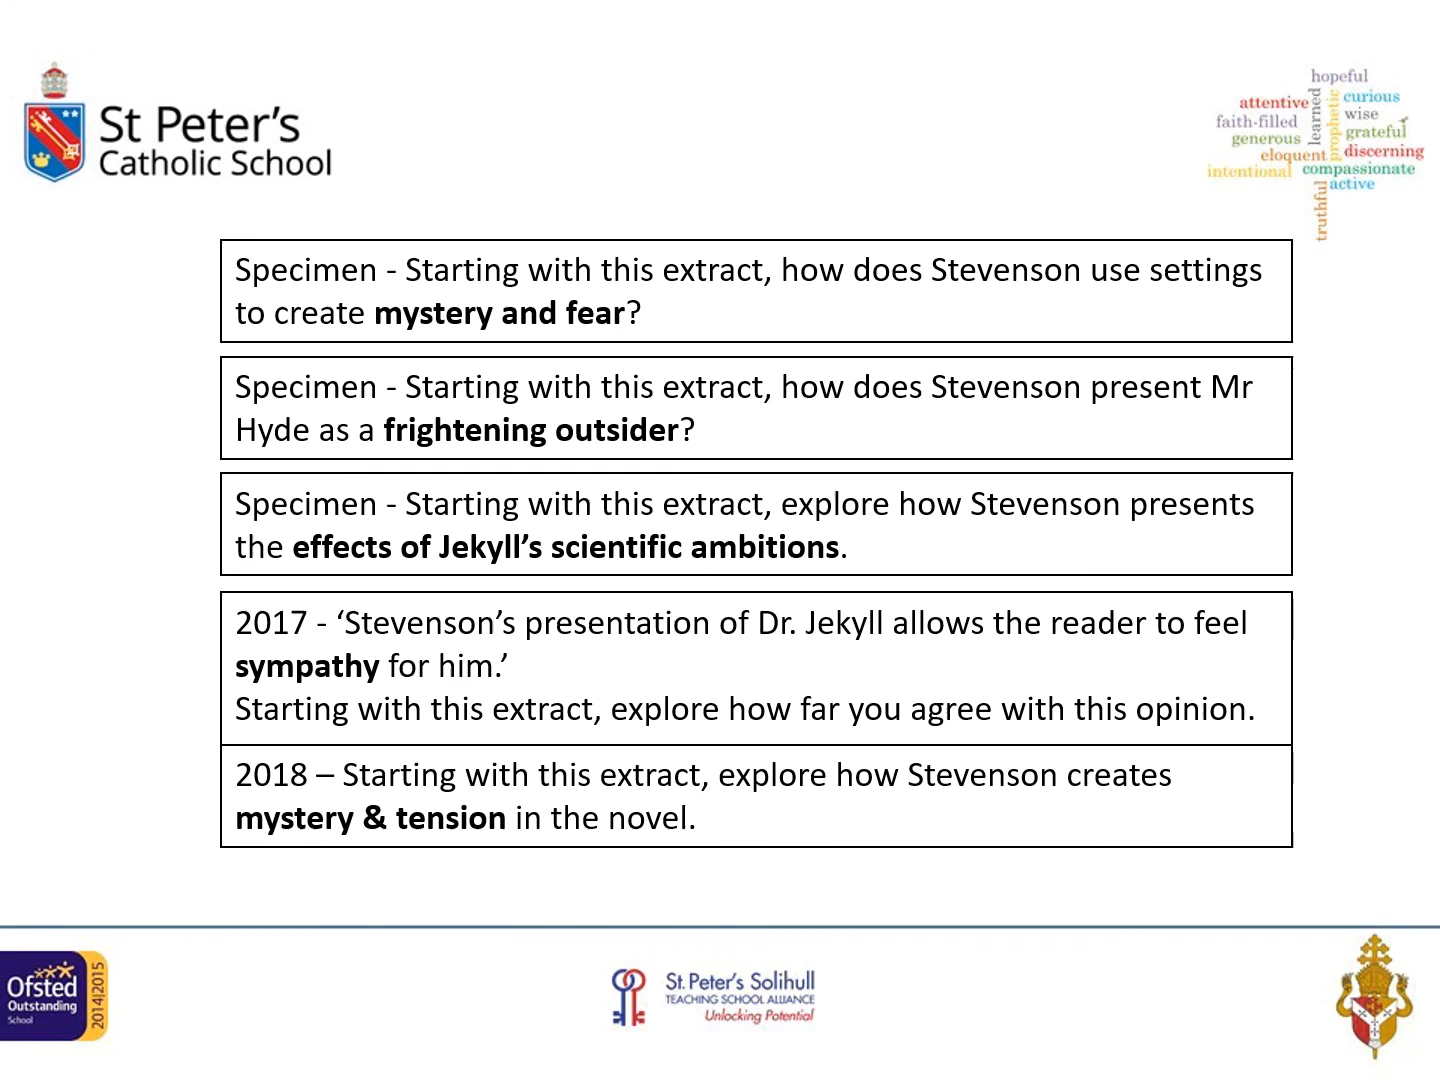 St Peter's
Catholic School
hopeful
attentive
curious
learned
prophetic
wise
faith-filled
grateful
generous
eloquent
discerning
intentional
compassionate
active
truthful
Specimen - Starting with this extract, how does Stevenson use settings
to create mystery and fear?
Specimen - Starting with this extract, how does Stevenson present Mr
Hyde as a frightening outsider?
Specimen - Starting with this extract, explore how Stevenson presents
the effects of Jekyll’s scientific ambitions.
2017 - ‘Stevenson’s presentation of Dr. Jekyll allows the reader to feel
sympathy for him.’
Starting with this extract, explore how far you agree with this opinion.
2018 – Starting with this extract, explore how Stevenson creates
mystery & tension in the novel.
Ofsted
Outstanding
School
2014|2015
St. Peter's Solihull
TEACHING SCHOOL ALLIANCE
Unlocking Potential